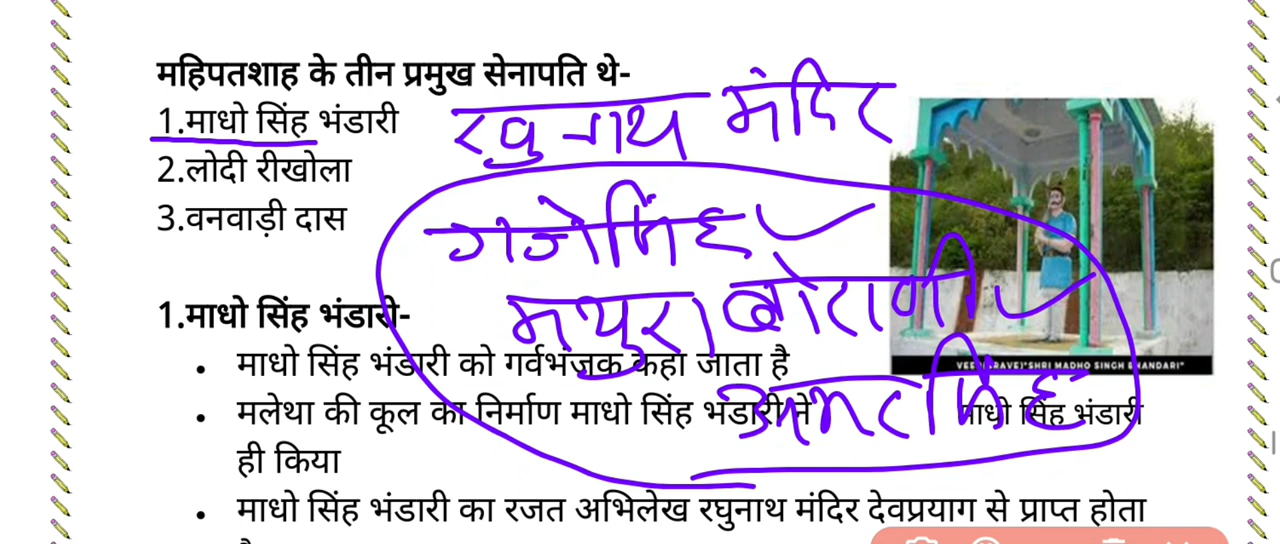 महिपतशाह के तीन प्रमुख सेनापति थे-
1.माधो सिंह भंडारी
रघुनाथ मंदिर
2.लोदी रीखोला
3.वनवाड़ी दास
गजेसिंह
मथुरा बौराणी
अमरसिंह
1.माधो सिंह भंडारी-
माधो सिंह भंडारी को गर्वभंजक कहा जाता है
SHRI MADHO SINGH BHANDARI"
मलेथा की कूल का निर्माण माधो सिंह भंडारी ने
ही किया
माधो सिंह भंडारी
माधो सिंह भंडारी का रजत अभिलेख रघुनाथ मंदिर देवप्रयाग से प्राप्त होता